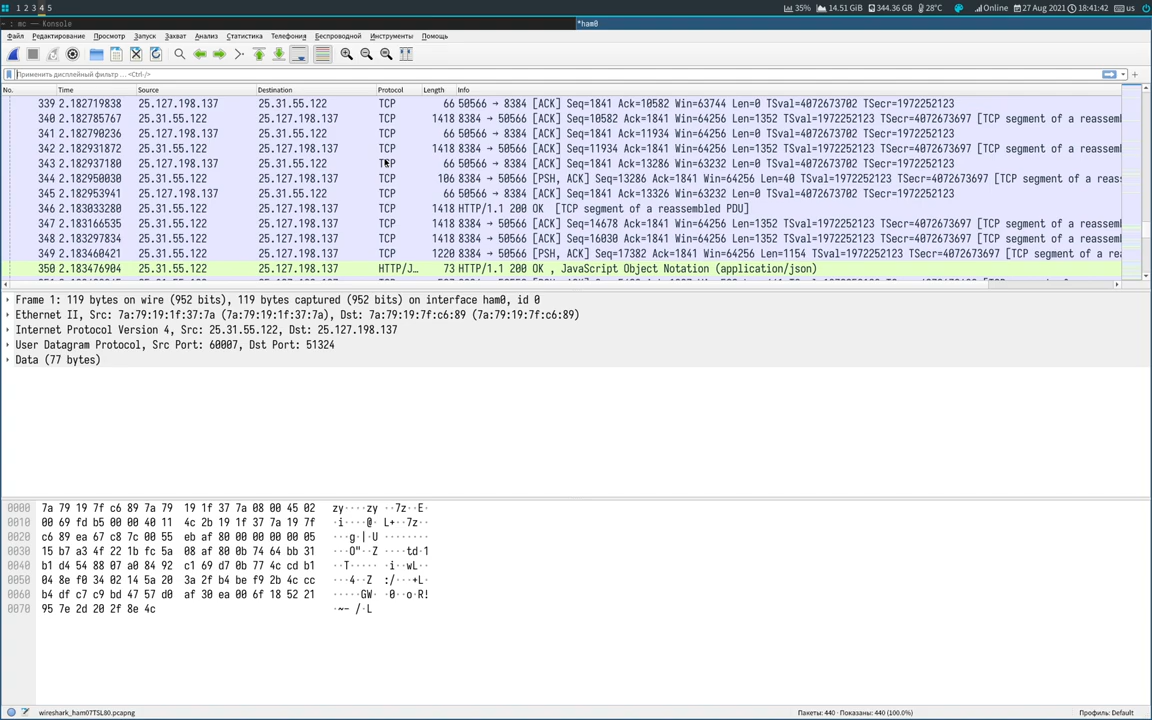 1 2 3 4 5 35% 14.51 GiB 344.36 GB 28°C Online 27 Aug 2021 18:41:42 us
~ : mc — Konsole *ham0
Файл Редактирование Просмотр Запуск Захват Анализ Статистика Телефония Беспроводной Инструменты Помощь
Применить дисплейный фильтр ... <Ctrl-/>
No. Time Source Destination Protocol Length Info
339 2.182719838 25.127.198.137 25.31.55.122 TCP 66 50566 → 8384 [ACK] Seq=1841 Ack=10582 Win=63744 Len=0 TSval=4072673702 TSecr=1972252123
340 2.182785767 25.31.55.122 25.127.198.137 TCP 1418 8384 → 50566 [ACK] Seq=10582 Ack=1841 Win=64256 Len=1352 TSval=1972252123 TSecr=4072673697 [TCP segment of a reassemb
341 2.182790236 25.127.198.137 25.31.55.122 TCP 66 50566 → 8384 [ACK] Seq=1841 Ack=11934 Win=63744 Len=0 TSval=4072673702 TSecr=1972252123
342 2.182931872 25.31.55.122 25.127.198.137 TCP 1418 8384 → 50566 [ACK] Seq=11934 Ack=1841 Win=64256 Len=1352 TSval=1972252123 TSecr=4072673697 [TCP segment of a reassemb
343 2.182937180 25.127.198.137 25.31.55.122 TCP 66 50566 → 8384 [ACK] Seq=1841 Ack=13286 Win=63232 Len=0 TSval=4072673702 TSecr=1972252123
344 2.182950030 25.31.55.122 25.127.198.137 TCP 106 8384 → 50566 [PSH, ACK] Seq=13286 Ack=1841 Win=64256 Len=40 TSval=1972252123 TSecr=4072673697 [TCP segment of a reass
345 2.182953941 25.127.198.137 25.31.55.122 TCP 66 50566 → 8384 [ACK] Seq=1841 Ack=13326 Win=63232 Len=0 TSval=4072673702 TSecr=1972252123
346 2.183033280 25.31.55.122 25.127.198.137 TCP 1418 HTTP/1.1 200 OK [TCP segment of a reassembled PDU]
347 2.183166535 25.31.55.122 25.127.198.137 TCP 1418 8384 → 50566 [ACK] Seq=14678 Ack=1841 Win=64256 Len=1352 TSval=1972252123 TSecr=4072673697 [TCP segment of a reassemb
348 2.183297834 25.31.55.122 25.127.198.137 TCP 1418 8384 → 50566 [ACK] Seq=16030 Ack=1841 Win=64256 Len=1352 TSval=1972252123 TSecr=4072673697 [TCP segment of a reassemb
349 2.183460421 25.31.55.122 25.127.198.137 TCP 1220 8384 → 50566 [PSH, ACK] Seq=17382 Ack=1841 Win=64256 Len=1154 TSval=1972252123 TSecr=4072673697 [TCP segment of a rea
350 2.183476904 25.31.55.122 25.127.198.137 HTTP/J… 73 HTTP/1.1 200 OK , JavaScript Object Notation (application/json)
Frame 1: 119 bytes on wire (952 bits), 119 bytes captured (952 bits) on interface ham0, id 0
Ethernet II, Src: 7a:79:19:1f:37:7a (7a:79:19:1f:37:7a), Dst: 7a:79:19:7f:c6:89 (7a:79:19:7f:c6:89)
Internet Protocol Version 4, Src: 25.31.55.122, Dst: 25.127.198.137
User Datagram Protocol, Src Port: 60007, Dst Port: 51324
Data (77 bytes)
0000 7a 79 19 7f c6 89 7a 79 19 1f 37 7a 08 00 45 02 zy····zy ··7z··E·
0010 00 69 fd b5 00 00 40 11 4c 2b 19 1f 37 7a 19 7f ·i····@· L+··7z··
0020 c6 89 ea 67 c8 7c 00 55 eb af 80 00 00 00 00 05 ···g·|·U ········
0030 15 b7 a3 4f 22 1b fc 5a 08 af 80 0b 74 64 bb 31 ···O"··Z ····td·1
0040 b1 d4 54 88 07 a0 84 92 c1 69 d7 0b 77 4c cd b1 ··T····· ·i··wL··
0050 04 8e f0 34 02 14 5a 20 3a 2f b4 be f9 2b 4c cc ···4··Z :/···+L·
0060 b4 df c7 c9 bd 47 57 d0 af 30 ea 00 6f 18 52 21 ·····GW· ·0··o·R!
0070 95 7e 2d 20 2f 8e 4c ·~- /·L
wireshark_ham07TSL80.pcapng Пакеты: 440 · Показаны: 440 (100.0%) Профиль: Default